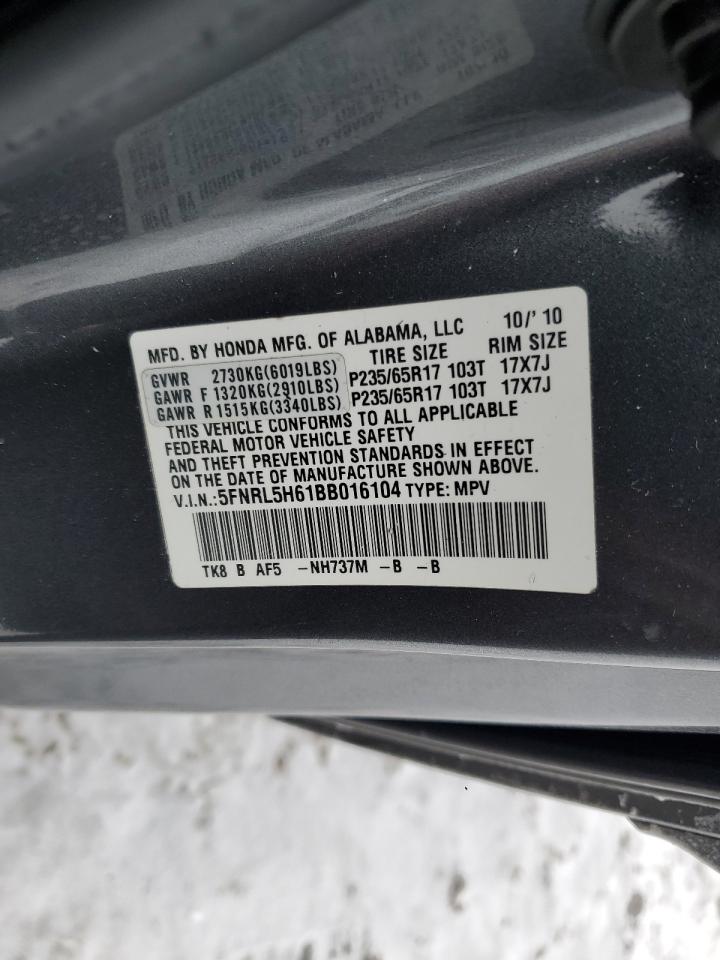 MFD. BY HONDA MFG. OF ALABAMA, LLC 10/'10
TIRE SIZE RIM SIZE
GVWR 2730KG(6019LBS)
GAWR F 1320KG(2910LBS) P235/65R17 103T 17X7J
GAWR R 1515KG(3340LBS) P235/65R17 103T 17X7J
THIS VEHICLE CONFORMS TO ALL APPLICABLE
FEDERAL MOTOR VEHICLE SAFETY
AND THEFT PREVENTION STANDARDS IN EFFECT
ON THE DATE OF MANUFACTURE SHOWN ABOVE.
V.I.N.:5FNRL5H61BB016104 TYPE: MPV
TK8 B AF5 -NH737M -B -B